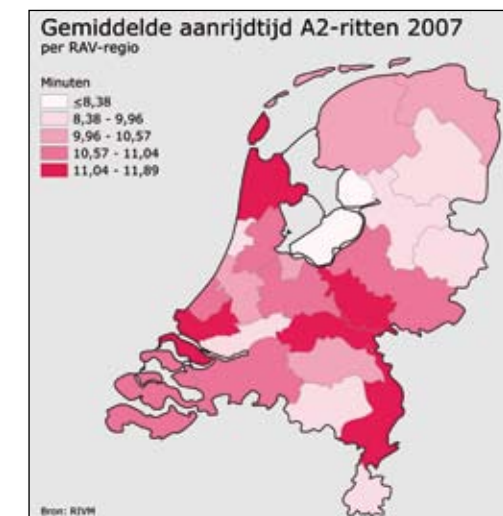 Gemiddelde aanrijdtijd A2-ritten 2007
per RAV-regio
Minuten
≤8,38
8,38 - 9,96
9,96 - 10,57
10,57 - 11,04
11,04 - 11,89
Bron: RIVM